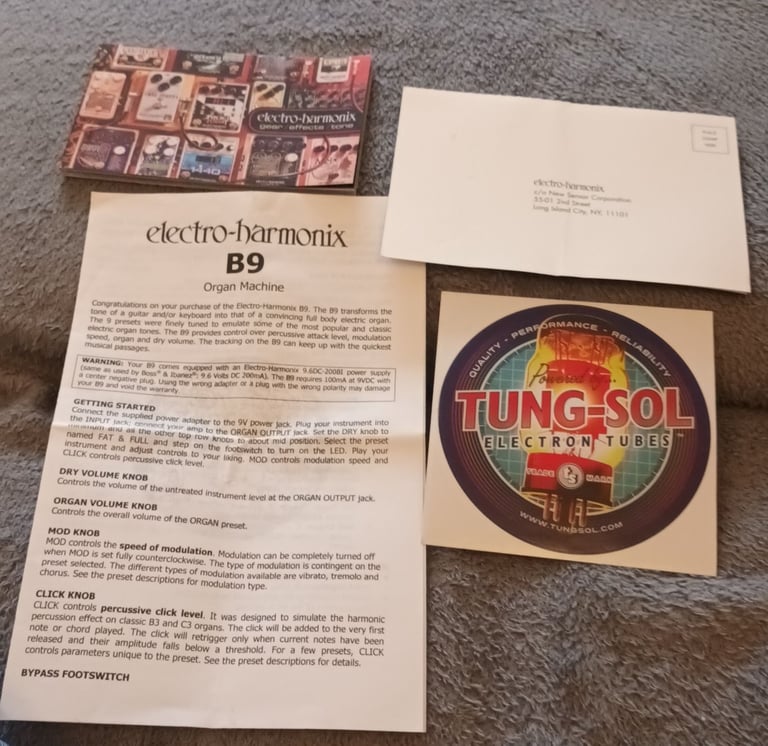 electro-harmonix
gear effects tone
1440
PLACE
STAMP
HERE
electro-harmonix
c/o New Sensor Corporation
55-01 2nd Street
Long Island City, NY, 11101
electro-harmonix
B9
Organ Machine
Congratulations on your purchase of the Electro-Harmonix B9. The B9 transforms the
tone of a guitar and/or keyboard into that of a convincing full body electric organ.
The 9 presets were finely tuned to emulate some of the most popular and classic
electric organ tones. The B9 provides control over percussive attack level, modulation
speed, organ and dry volume. The tracking on the B9 can keep up with the quickest
musical passages.
WARNING: Your B9 comes equipped with an Electro-Harmonix 9.6DC-200BI power supply
(same as used by Boss® & Ibanez®: 9.6 Volts DC 200mA). The B9 requires 100mA at 9VDC with
a center negative plug. Using the wrong adapter or a plug with the wrong polarity may damage
your B9 and void the warranty.
GETTING STARTED
Connect the supplied power adapter to the 9V power jack. Plug your instrument into
the INPUT jack; connect your amp to the ORGAN OUTPUT jack. Set the DRY knob to
minimum and all the other top row knobs to about mid position. Select the preset
named FAT & FULL and step on the footswitch to turn on the LED. Play your
instrument and adjust controls to your liking. MOD controls modulation speed and
CLICK controls percussive click level.
DRY VOLUME KNOB
Controls the volume of the untreated instrument level at the ORGAN OUTPUT jack.
ORGAN VOLUME KNOB
Controls the overall volume of the ORGAN preset.
MOD KNOB
MOD controls the speed of modulation. Modulation can be completely turned off
when MOD is set fully counterclockwise. The type of modulation is contingent on the
preset selected. The different types of modulation available are vibrato, tremolo and
chorus. See the preset descriptions for modulation type.
CLICK KNOB
CLICK controls percussive click level. It was designed to simulate the harmonic
percussion effect on classic B3 and C3 organs. The click will be added to the very first
note or chord played. The click will retrigger only when current notes have been
released and their amplitude falls below a threshold. For a few presets, CLICK
controls parameters unique to the preset. See the preset descriptions for details.
BYPASS FOOTSWITCH
QUALITY - PERFORMANCE - RELIABILITY
Powered by...
TUNG-SOL
ELECTRON TUBES™
TRADE MARK
WWW.TUNGSOL.COM